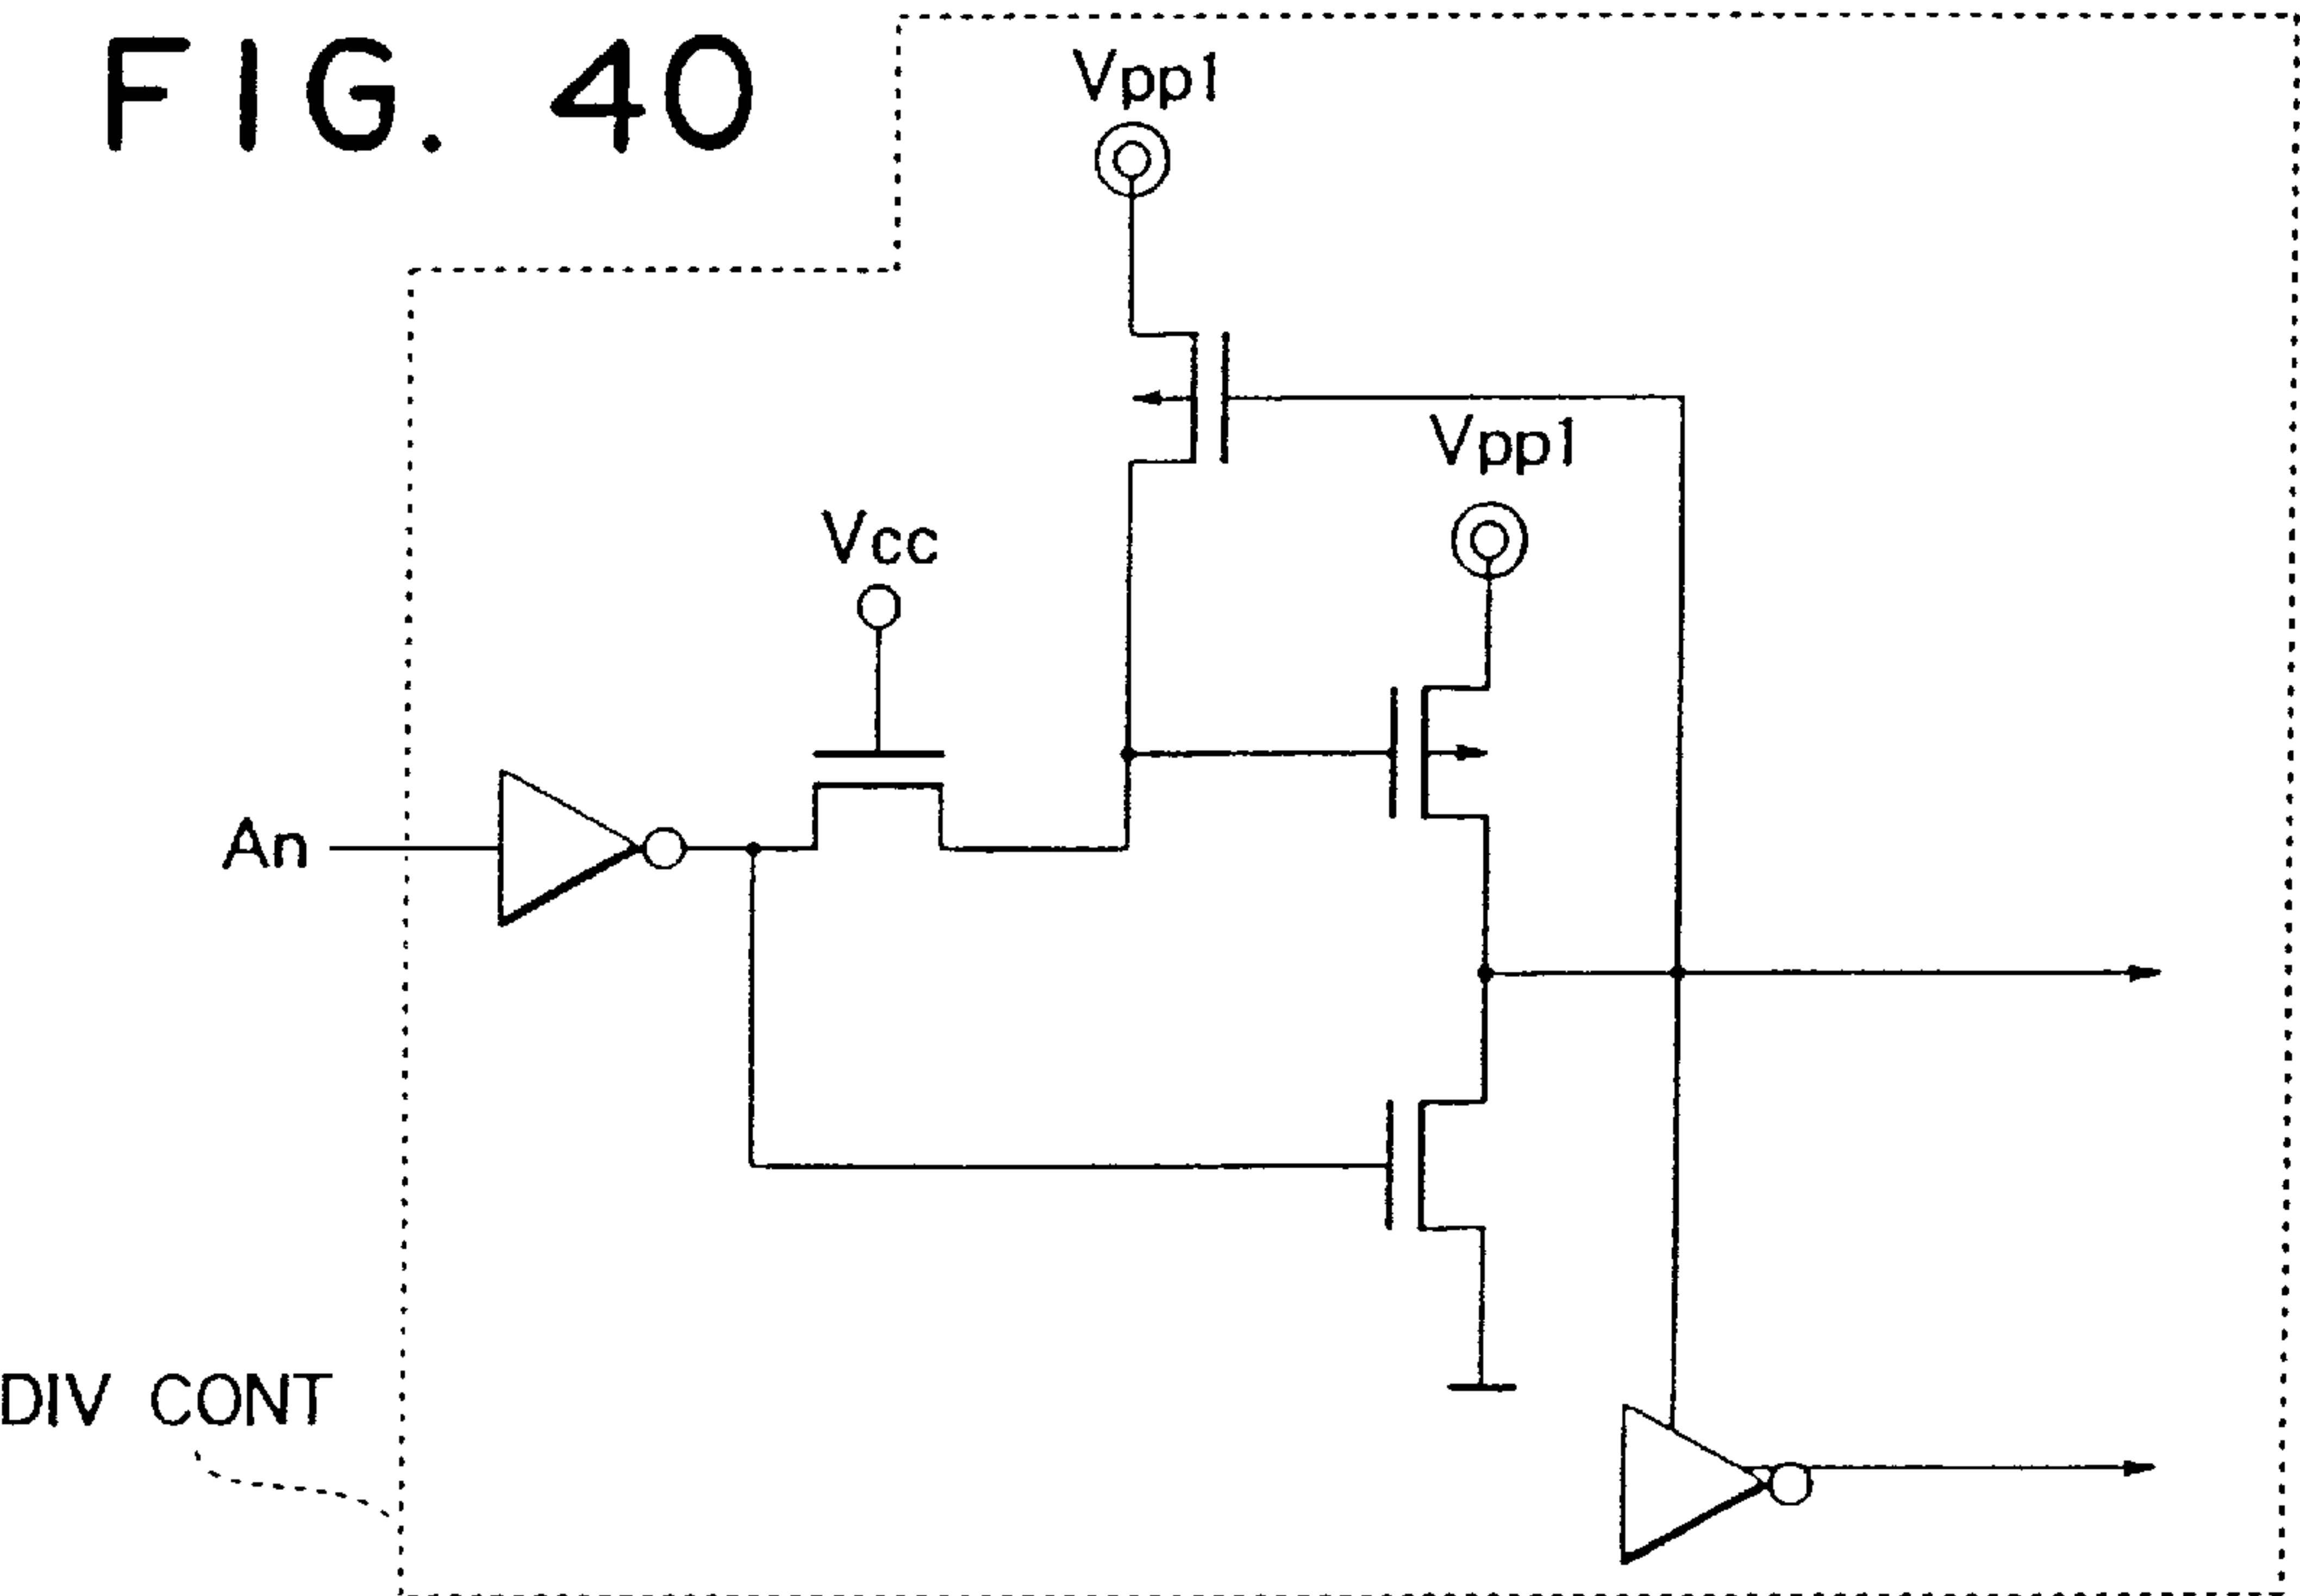 FIG. 40
Vpp1
Vpp1
Vcc
An
DIV CONT